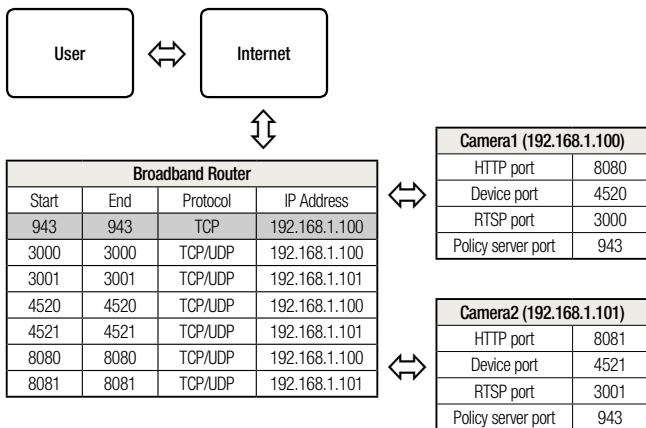 User
Internet
Broadband Router
Start End Protocol IP Address
943 943 TCP 192.168.1.100
3000 3000 TCP/UDP 192.168.1.100
3001 3001 TCP/UDP 192.168.1.101
4520 4520 TCP/UDP 192.168.1.100
4521 4521 TCP/UDP 192.168.1.101
8080 8080 TCP/UDP 192.168.1.100
8081 8081 TCP/UDP 192.168.1.101
Camera1 (192.168.1.100)
HTTP port 8080
Device port 4520
RTSP port 3000
Policy server port 943
Camera2 (192.168.1.101)
HTTP port 8081
Device port 4521
RTSP port 3001
Policy server port 943